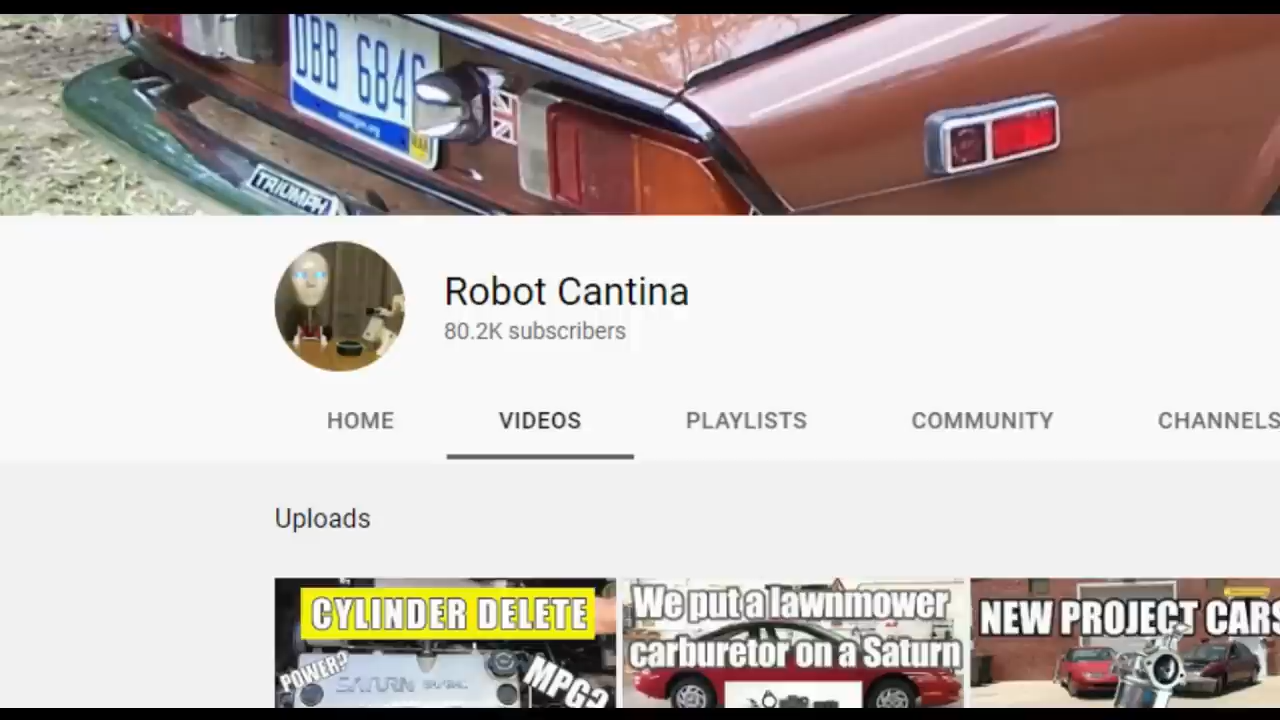 DBB 6846
TRIUMPH
Robot Cantina
80.2K subscribers
HOME VIDEOS PLAYLISTS COMMUNITY CHANNELS
Uploads
CYLINDER DELETE
POWER?
SATURN
MPG?
We put a lawnmower
carburetor on a Saturn
NEW PROJECT CARS